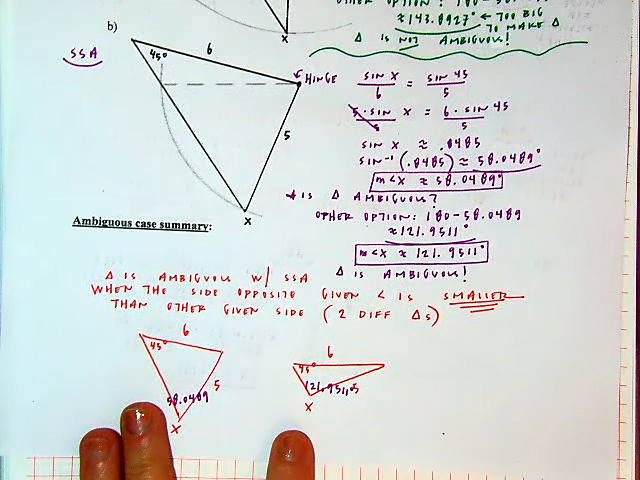 OTHER OPTION: 180-
≈143.8927° ← TOO BIG
TO MAKE Δ
Δ IS NOT AMBIGUOUS!
x
b)
SSA
45°
6
HINGE
5
x
SIN X / 6 = SIN 45 / 5
5·SIN X = 6·SIN 45 / 5
SIN X ≈ .8485
SIN⁻¹(.8485) ≈ 58.0489°
m<X ≈ 58.0489°
*IS Δ AMBIGUOUS?
OTHER OPTION: 180-58.0489
≈121.9511°
m<X ≈ 121.9511°
Δ IS AMBIGUOUS!
Ambiguous case summary:
Δ IS AMBIGUOUS W/ SSA
WHEN THE SIDE OPPOSITE GIVEN < IS SMALLER
THAN OTHER GIVEN SIDE (2 DIFF Δs)
6
45°
5
58.0489
x
6
45°
121.9511
5
x